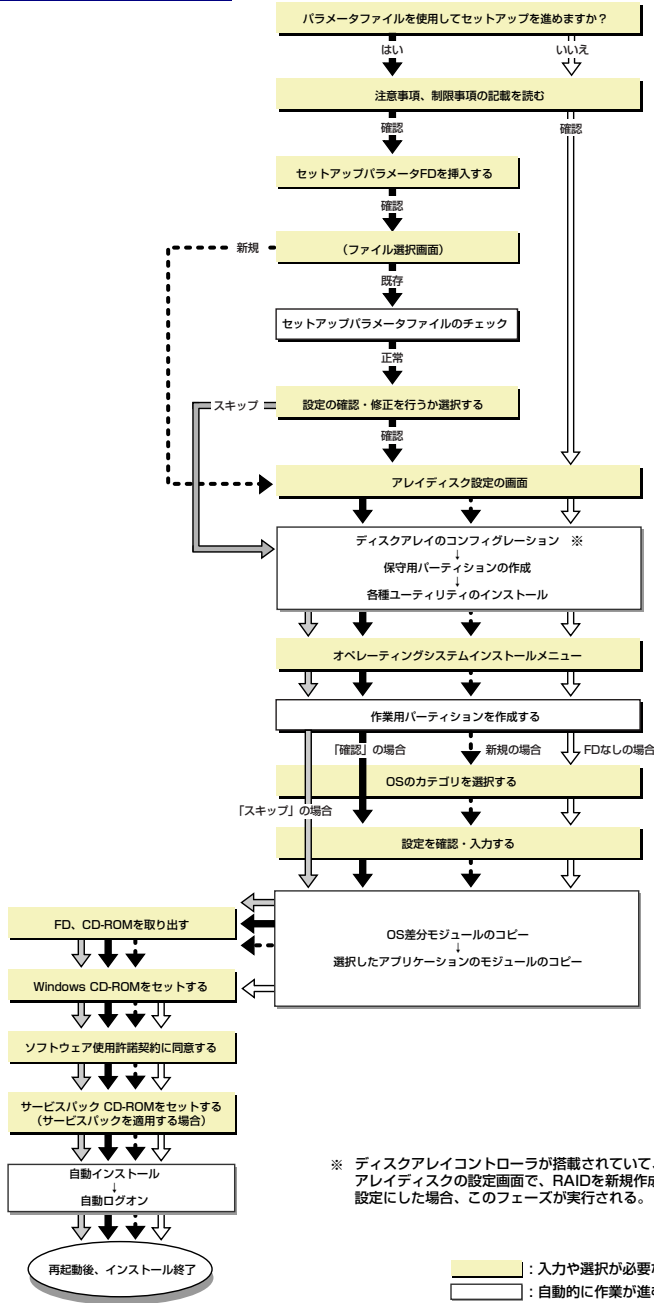 パラメータファイルを使用してセットアップを進めますか？
はい
いいえ
注意事項、制限事項の記載を読む
確認
確認
セットアップパラメータFDを挿入する
確認
新規
（ファイル選択画面）
既存
セットアップパラメータファイルのチェック
正常
スキップ
設定の確認・修正を行うか選択する
確認
アレイディスク設定の画面
ディスクアレイのコンフィグレーション ※
↓
保守用パーティションの作成
↓
各種ユーティリティのインストール
オペレーティングシステムインストールメニュー
作業用パーティションを作成する
「確認」の場合
新規の場合
FDなしの場合
OSのカテゴリを選択する
「スキップ」の場合
設定を確認・入力する
OS差分モジュールのコピー
↓
選択したアプリケーションのモジュールのコピー
FD、CD-ROMを取り出す
Windows CD-ROMをセットする
ソフトウェア使用許諾契約に同意する
サービスパック CD-ROMをセットする
（サービスパックを適用する場合）
自動インストール
↓
自動ログオン
再起動後、インストール終了
※ ディスクアレイコントローラが搭載されていて、
アレイディスクの設定画面で、RAIDを新規作成
設定にした場合、このフェーズが実行される。
：入力や選択が必要
：自動的に作業が進